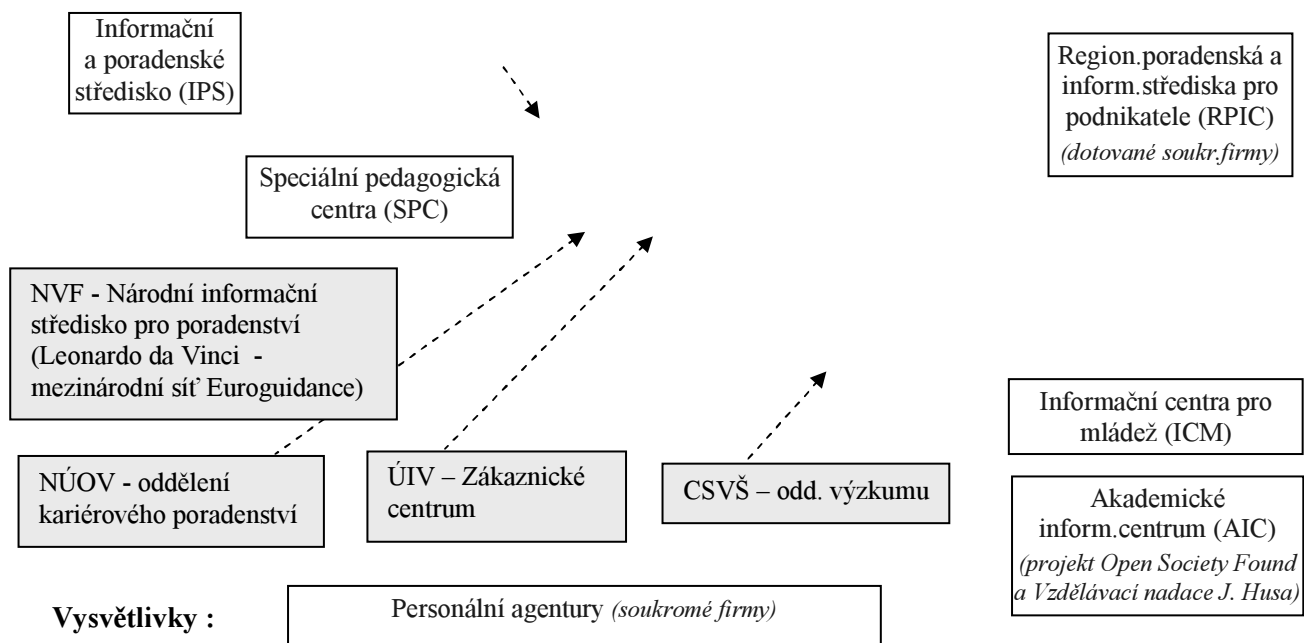 Informační
a poradenské
středisko (IPS)
Region.poradenská a
inform.střediska pro
podnikatele (RPIC)
(dotované soukr.firmy)
Speciální pedagogická
centra (SPC)
NVF - Národní informační
středisko pro poradenství
(Leonardo da Vinci -
mezinárodní síť Euroguidance)
Informační centra pro
mládež (ICM)
NÚOV - oddělení
kariérového poradenství
ÚIV – Zákaznické
centrum
CSVŠ – odd. výzkumu
Akademické
inform.centrum (AIC)
(projekt Open Society Found
a Vzdělávací nadace J. Husa)
Vysvětlivky :
Personální agentury (soukromé firmy)